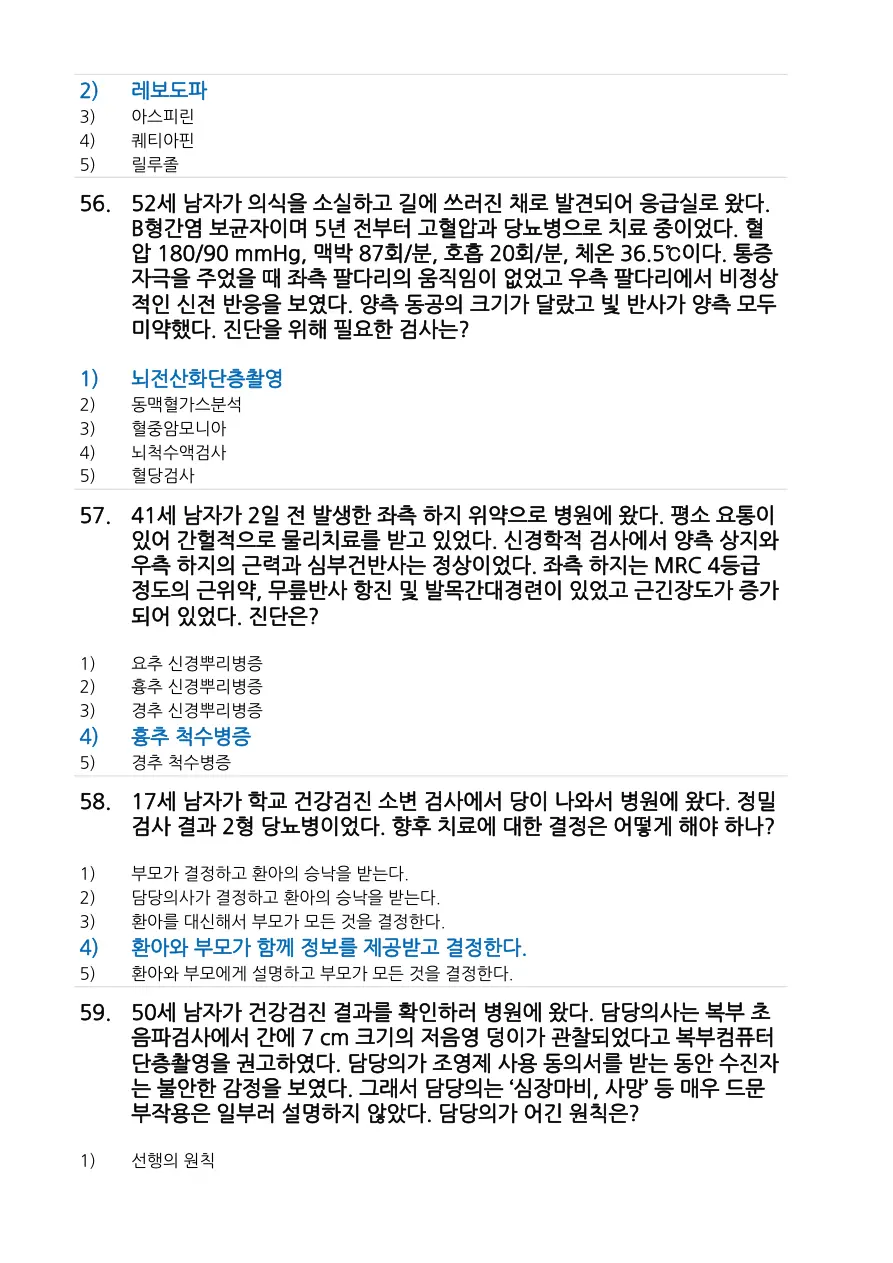 2) 레보도파
3) 아스피린
4) 퀘티아핀
5) 릴루졸
56. 52세 남자가 의식을 소실하고 길에 쓰러진 채로 발견되어 응급실로 왔다.
B형간염 보균자이며 5년 전부터 고혈압과 당뇨병으로 치료 중이었다. 혈
압 180/90 mmHg, 맥박 87회/분, 호흡 20회/분, 체온 36.5℃이다. 통증
자극을 주었을 때 좌측 팔다리의 움직임이 없었고 우측 팔다리에서 비정상
적인 신전 반응을 보였다. 양측 동공의 크기가 달랐고 빛 반사가 양측 모두
미약했다. 진단을 위해 필요한 검사는?
1) 뇌전산화단층촬영
2) 동맥혈가스분석
3) 혈중암모니아
4) 뇌척수액검사
5) 혈당검사
57. 41세 남자가 2일 전 발생한 좌측 하지 위약으로 병원에 왔다. 평소 요통이
있어 간헐적으로 물리치료를 받고 있었다. 신경학적 검사에서 양측 상지와
우측 하지의 근력과 심부건반사는 정상이었다. 좌측 하지는 MRC 4등급
정도의 근위약, 무릎반사 항진 및 발목간대경련이 있었고 근긴장도가 증가
되어 있었다. 진단은?
1) 요추 신경뿌리병증
2) 흉추 신경뿌리병증
3) 경추 신경뿌리병증
4) 흉추 척수병증
5) 경추 척수병증
58. 17세 남자가 학교 건강검진 소변 검사에서 당이 나와서 병원에 왔다. 정밀
검사 결과 2형 당뇨병이었다. 향후 치료에 대한 결정은 어떻게 해야 하나?
1) 부모가 결정하고 환아의 승낙을 받는다.
2) 담당의사가 결정하고 환아의 승낙을 받는다.
3) 환아를 대신해서 부모가 모든 것을 결정한다.
4) 환아와 부모가 함께 정보를 제공받고 결정한다.
5) 환아와 부모에게 설명하고 부모가 모든 것을 결정한다.
59. 50세 남자가 건강검진 결과를 확인하러 병원에 왔다. 담당의사는 복부 초
음파검사에서 간에 7 cm 크기의 저음영 덩이가 관찰되었다고 복부컴퓨터
단층촬영을 권고하였다. 담당의가 조영제 사용 동의서를 받는 동안 수진자
는 불안한 감정을 보였다. 그래서 담당의는 ‘심장마비, 사망’ 등 매우 드문
부작용은 일부러 설명하지 않았다. 담당의가 어긴 원칙은?
1) 선행의 원칙